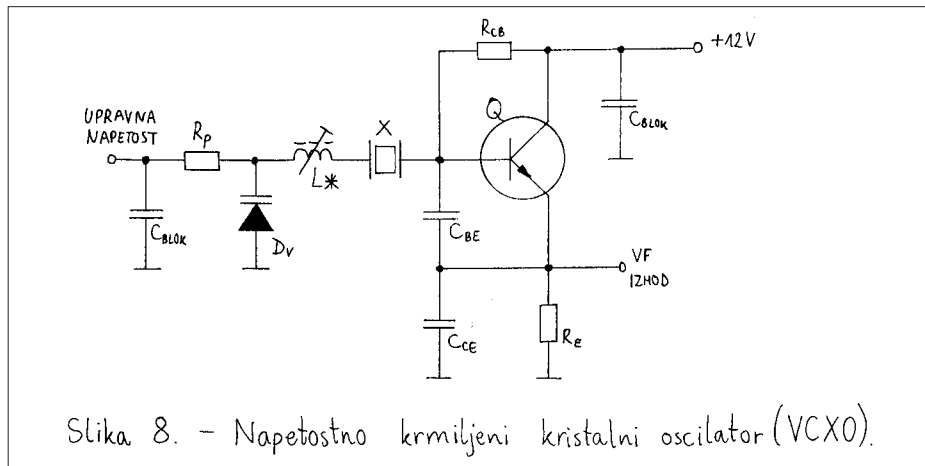 R_CB
+12V
UPRAVNA
NAPETOST
R_P
X
Q
C_BLOK
L*
C_BLOK
D_V
C_BE
VF
IZHOD
C_CE
R_E
Slika 8. - Napetostno krmiljeni kristalni oscilator (VCXO).